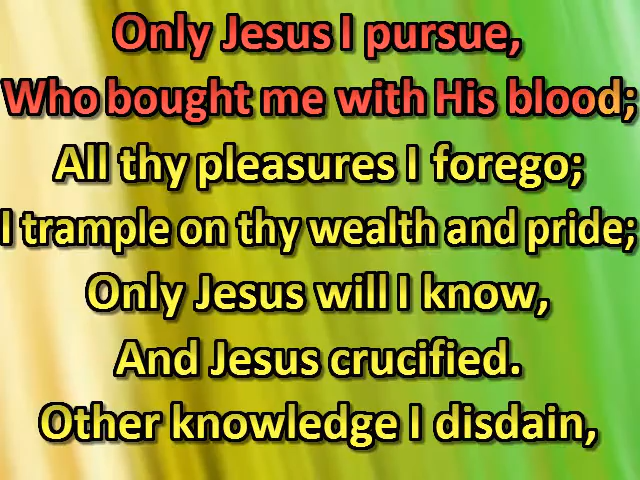 Only Jesus I pursue,
Who bought me with His blood;
All thy pleasures I forego;
I trample on thy wealth and pride;
Only Jesus will I know,
And Jesus crucified.
Other knowledge I disdain,